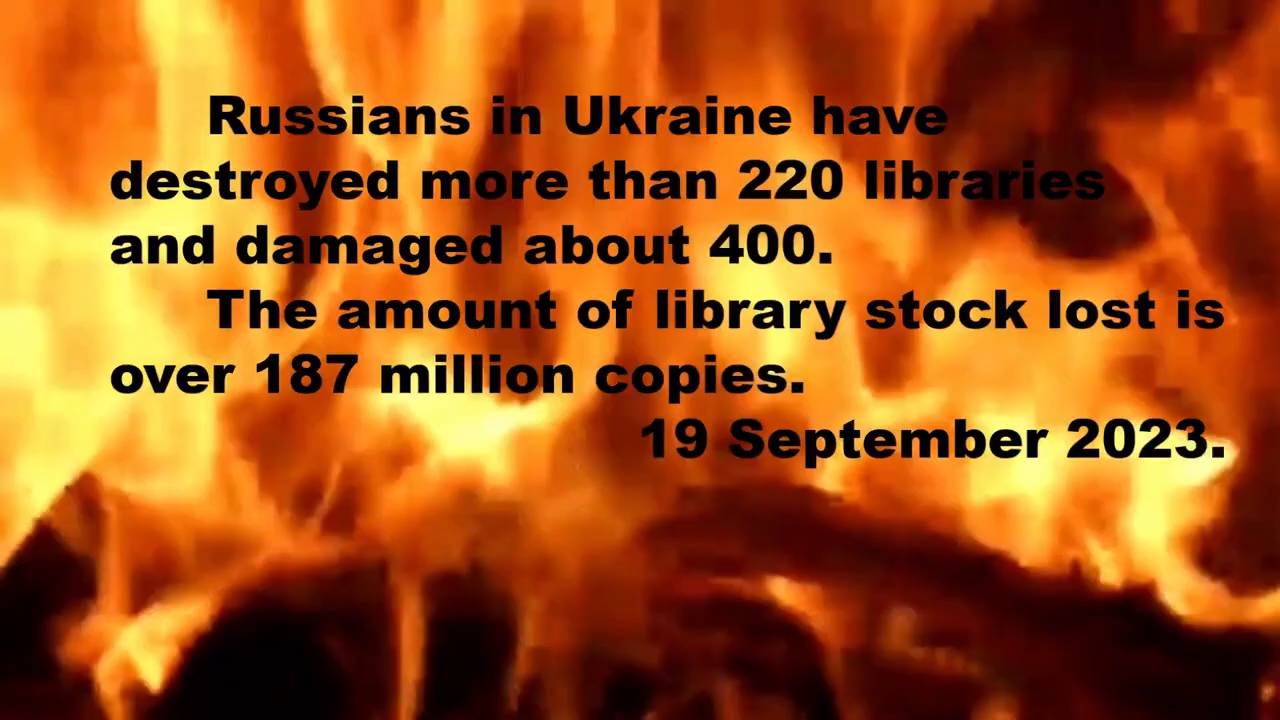 Russians in Ukraine have
destroyed more than 220 libraries
and damaged about 400.
The amount of library stock lost is
over 187 million copies.
19 September 2023.